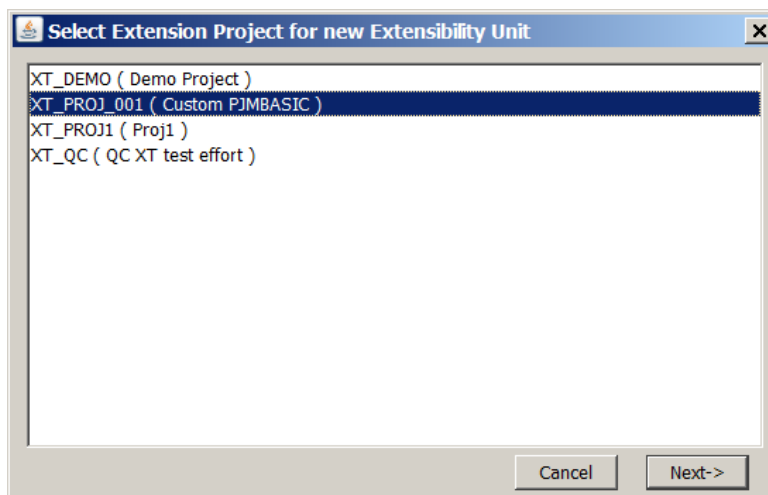 Select Extension Project for new Extensibility Unit
XT_DEMO ( Demo Project )
XT_PROJ_001 ( Custom PJMBASIC )
XT_PROJ1 ( Proj1 )
XT_QC ( QC XT test effort )
Cancel Next->